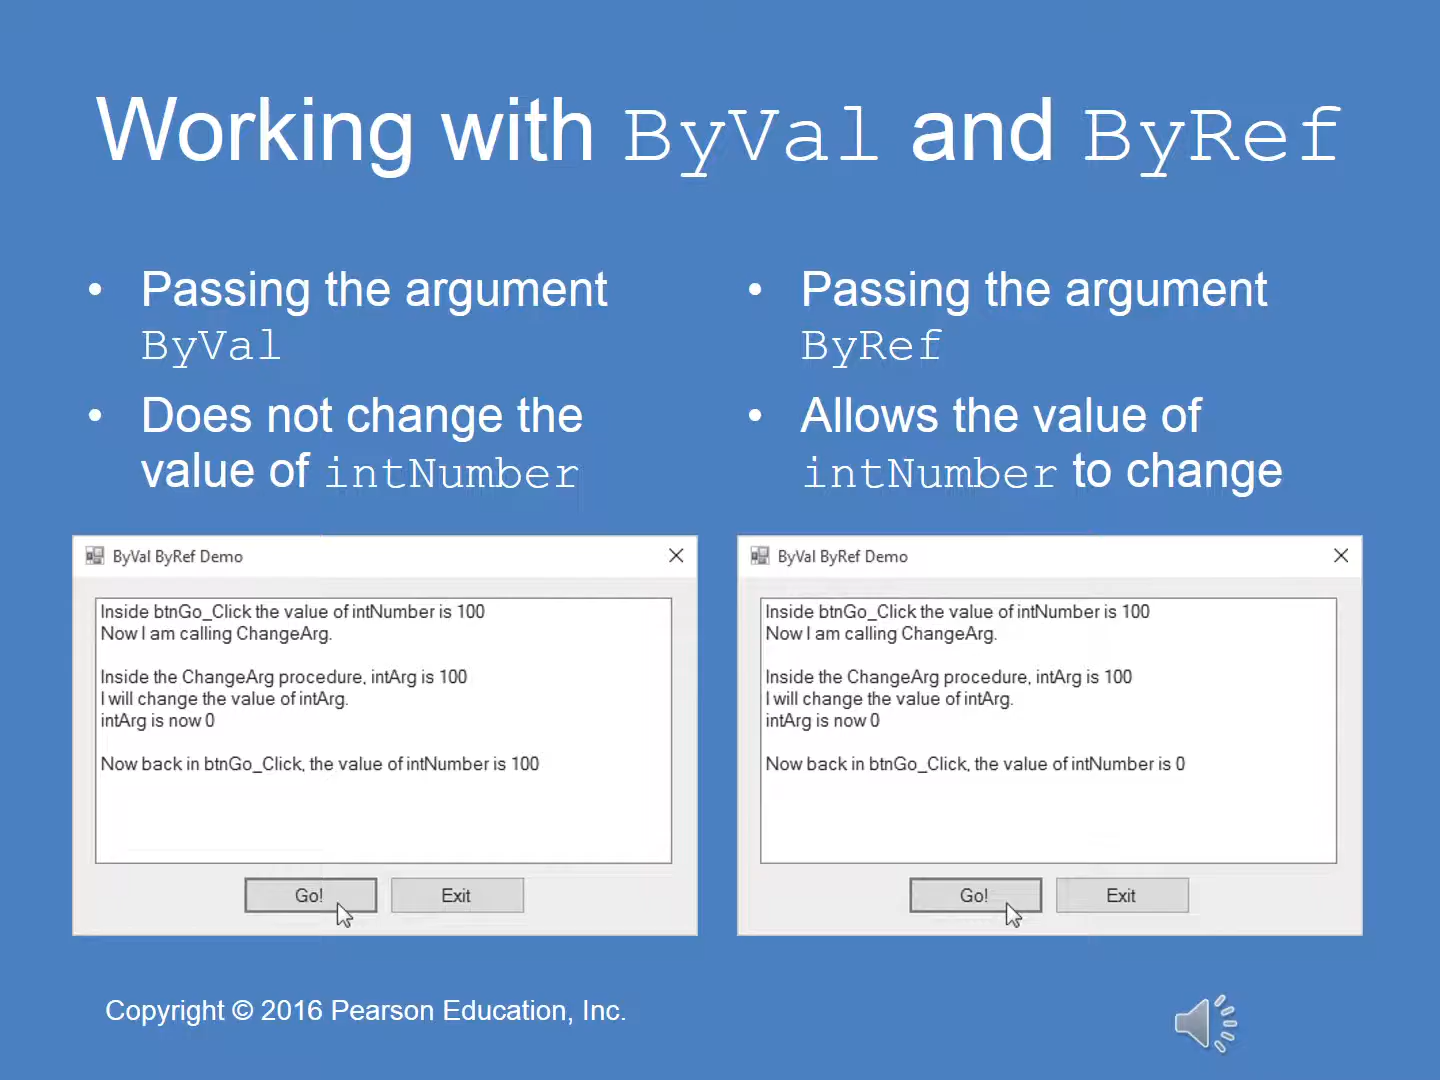 Working with ByVal and ByRef
• Passing the argument
ByVal
• Does not change the
value of intNumber
• Passing the argument
ByRef
• Allows the value of
intNumber to change
ByVal ByRef Demo
Inside btnGo_Click the value of intNumber is 100
Now I am calling ChangeArg.
Inside the ChangeArg procedure, intArg is 100
I will change the value of intArg.
intArg is now 0
Now back in btnGo_Click, the value of intNumber is 100
Go!
Exit
ByVal ByRef Demo
Inside btnGo_Click the value of intNumber is 100
Now I am calling ChangeArg.
Inside the ChangeArg procedure, intArg is 100
I will change the value of intArg.
intArg is now 0
Now back in btnGo_Click, the value of intNumber is 0
Go!
Exit
Copyright © 2016 Pearson Education, Inc.